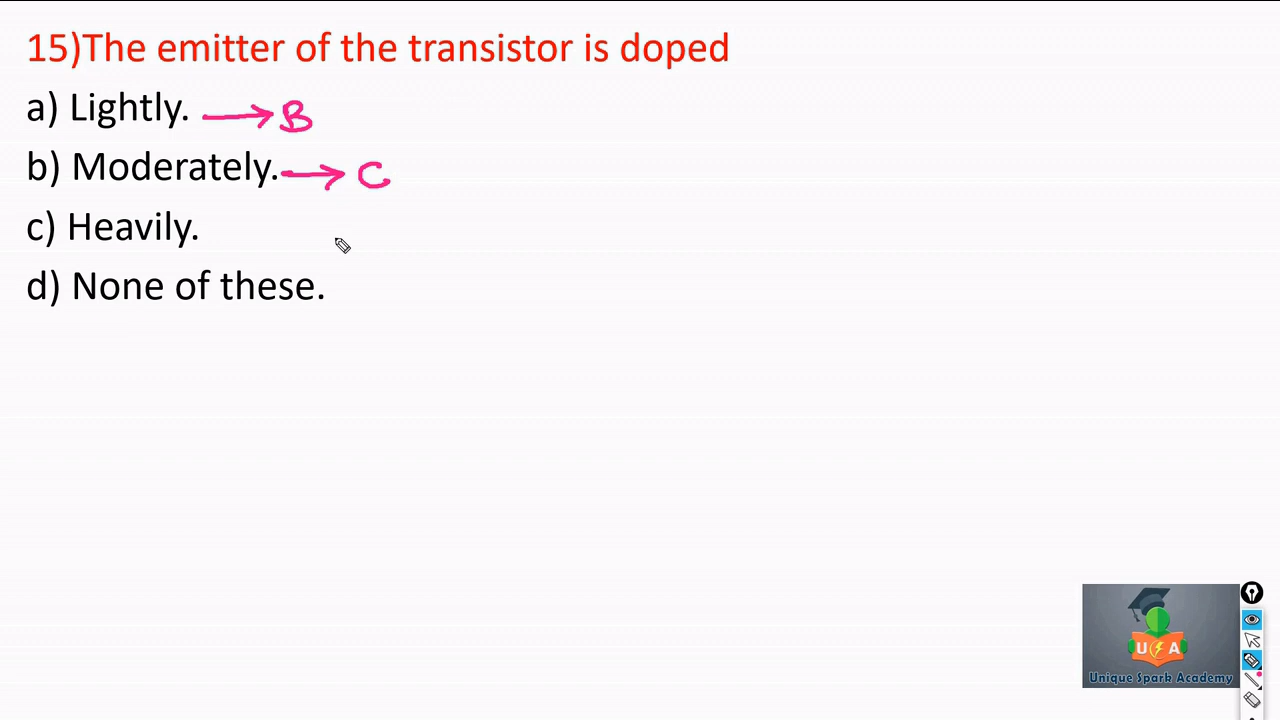 15)The emitter of the transistor is doped
a) Lightly. → B
b) Moderately. → C
c) Heavily.
d) None of these.
U A
Unique Spark Academy